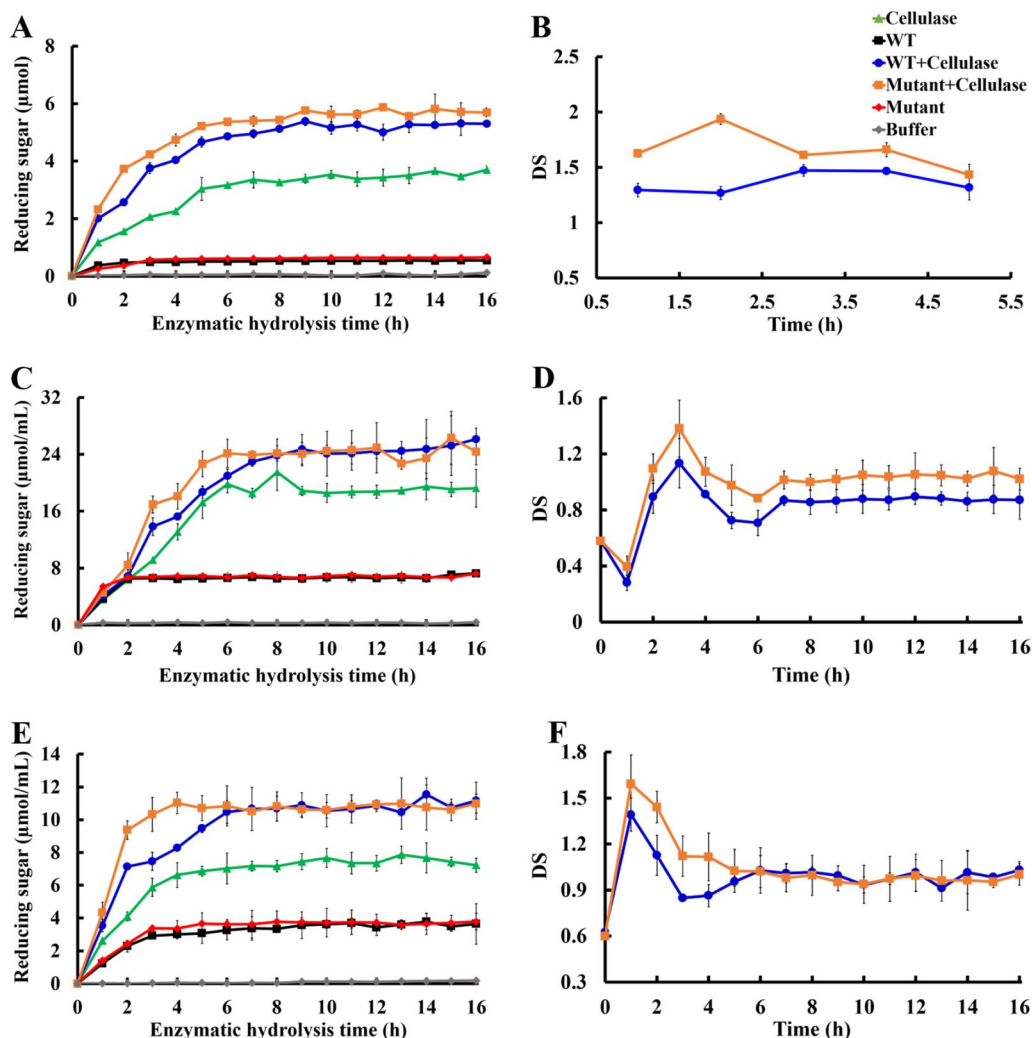 A
Reducing sugar (μmol)
8
6
4
2
0
0 2 4 6 8 10 12 14 16
Enzymatic hydrolysis time (h)
B
Cellulase
WT
WT+Cellulase
Mutant+Cellulase
Mutant
Buffer
DS
2.5
2
1.5
1
0.5
0.5 1.5 2.5 3.5 4.5 5.5
Time (h)
C
Reducing sugar (μmol/mL)
32
24
16
8
0
0 2 4 6 8 10 12 14 16
Enzymatic hydrolysis time (h)
D
DS
1.6
1.2
0.8
0.4
0
0 2 4 6 8 10 12 14 16
Time (h)
E
Reducing sugar (μmol/mL)
14
12
10
8
6
4
2
0
0 2 4 6 8 10 12 14 16
Enzymatic hydrolysis time (h)
F
DS
1.8
1.5
1.2
0.9
0.6
0.3
0 2 4 6 8 10 12 14 16
Time (h)